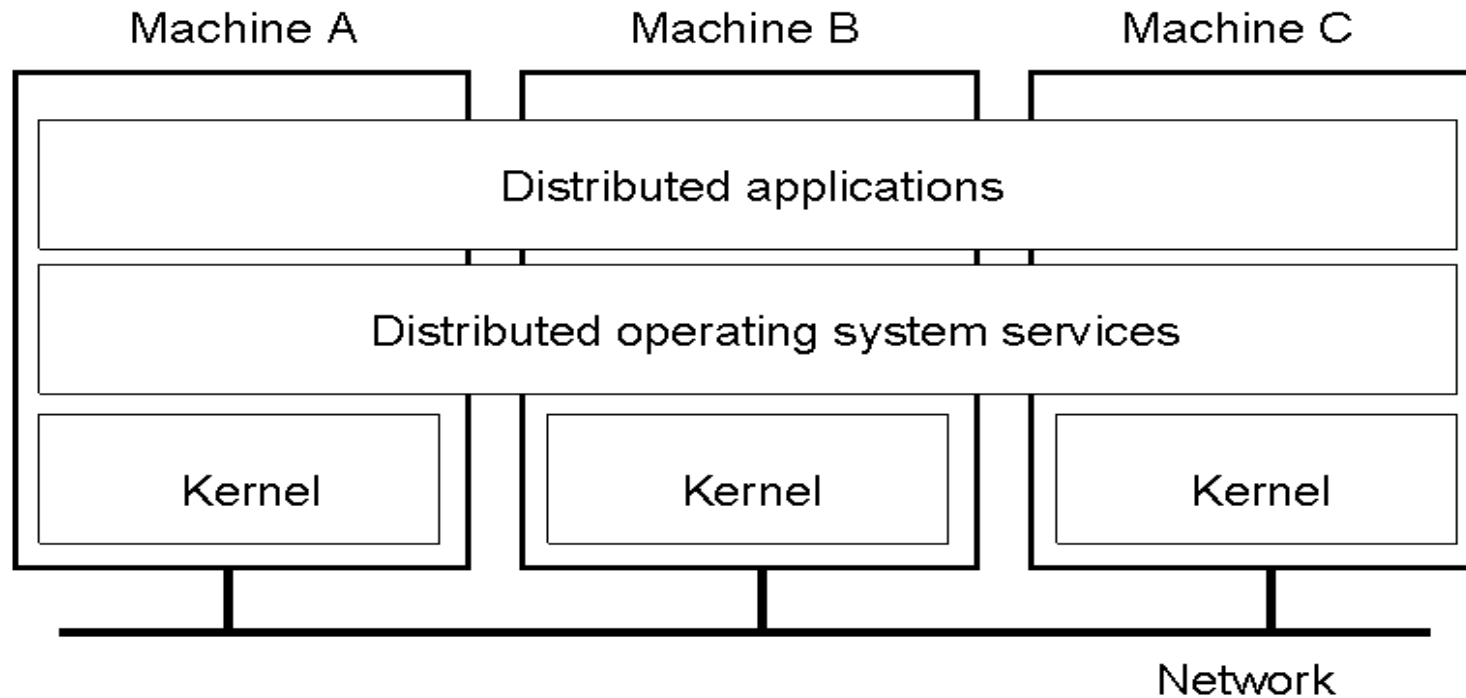 Machine A
Machine B
Machine C
Distributed applications
Distributed operating system services
Kernel
Kernel
Kernel
Network